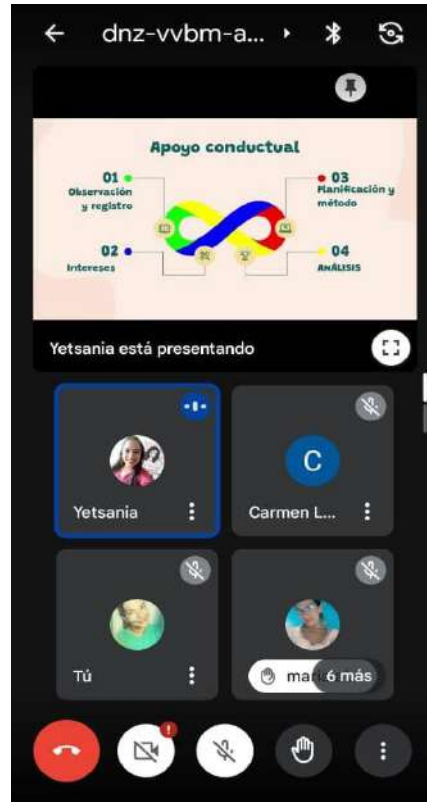 dnz-vvbm-a...
Apoyo conductual
01
Observación
y registro
03
Planificación y
método
02
Intereses
04
ANÁLISIS
Yetsania está presentando
C
Yetsania
Carmen L...
Tú
6 más